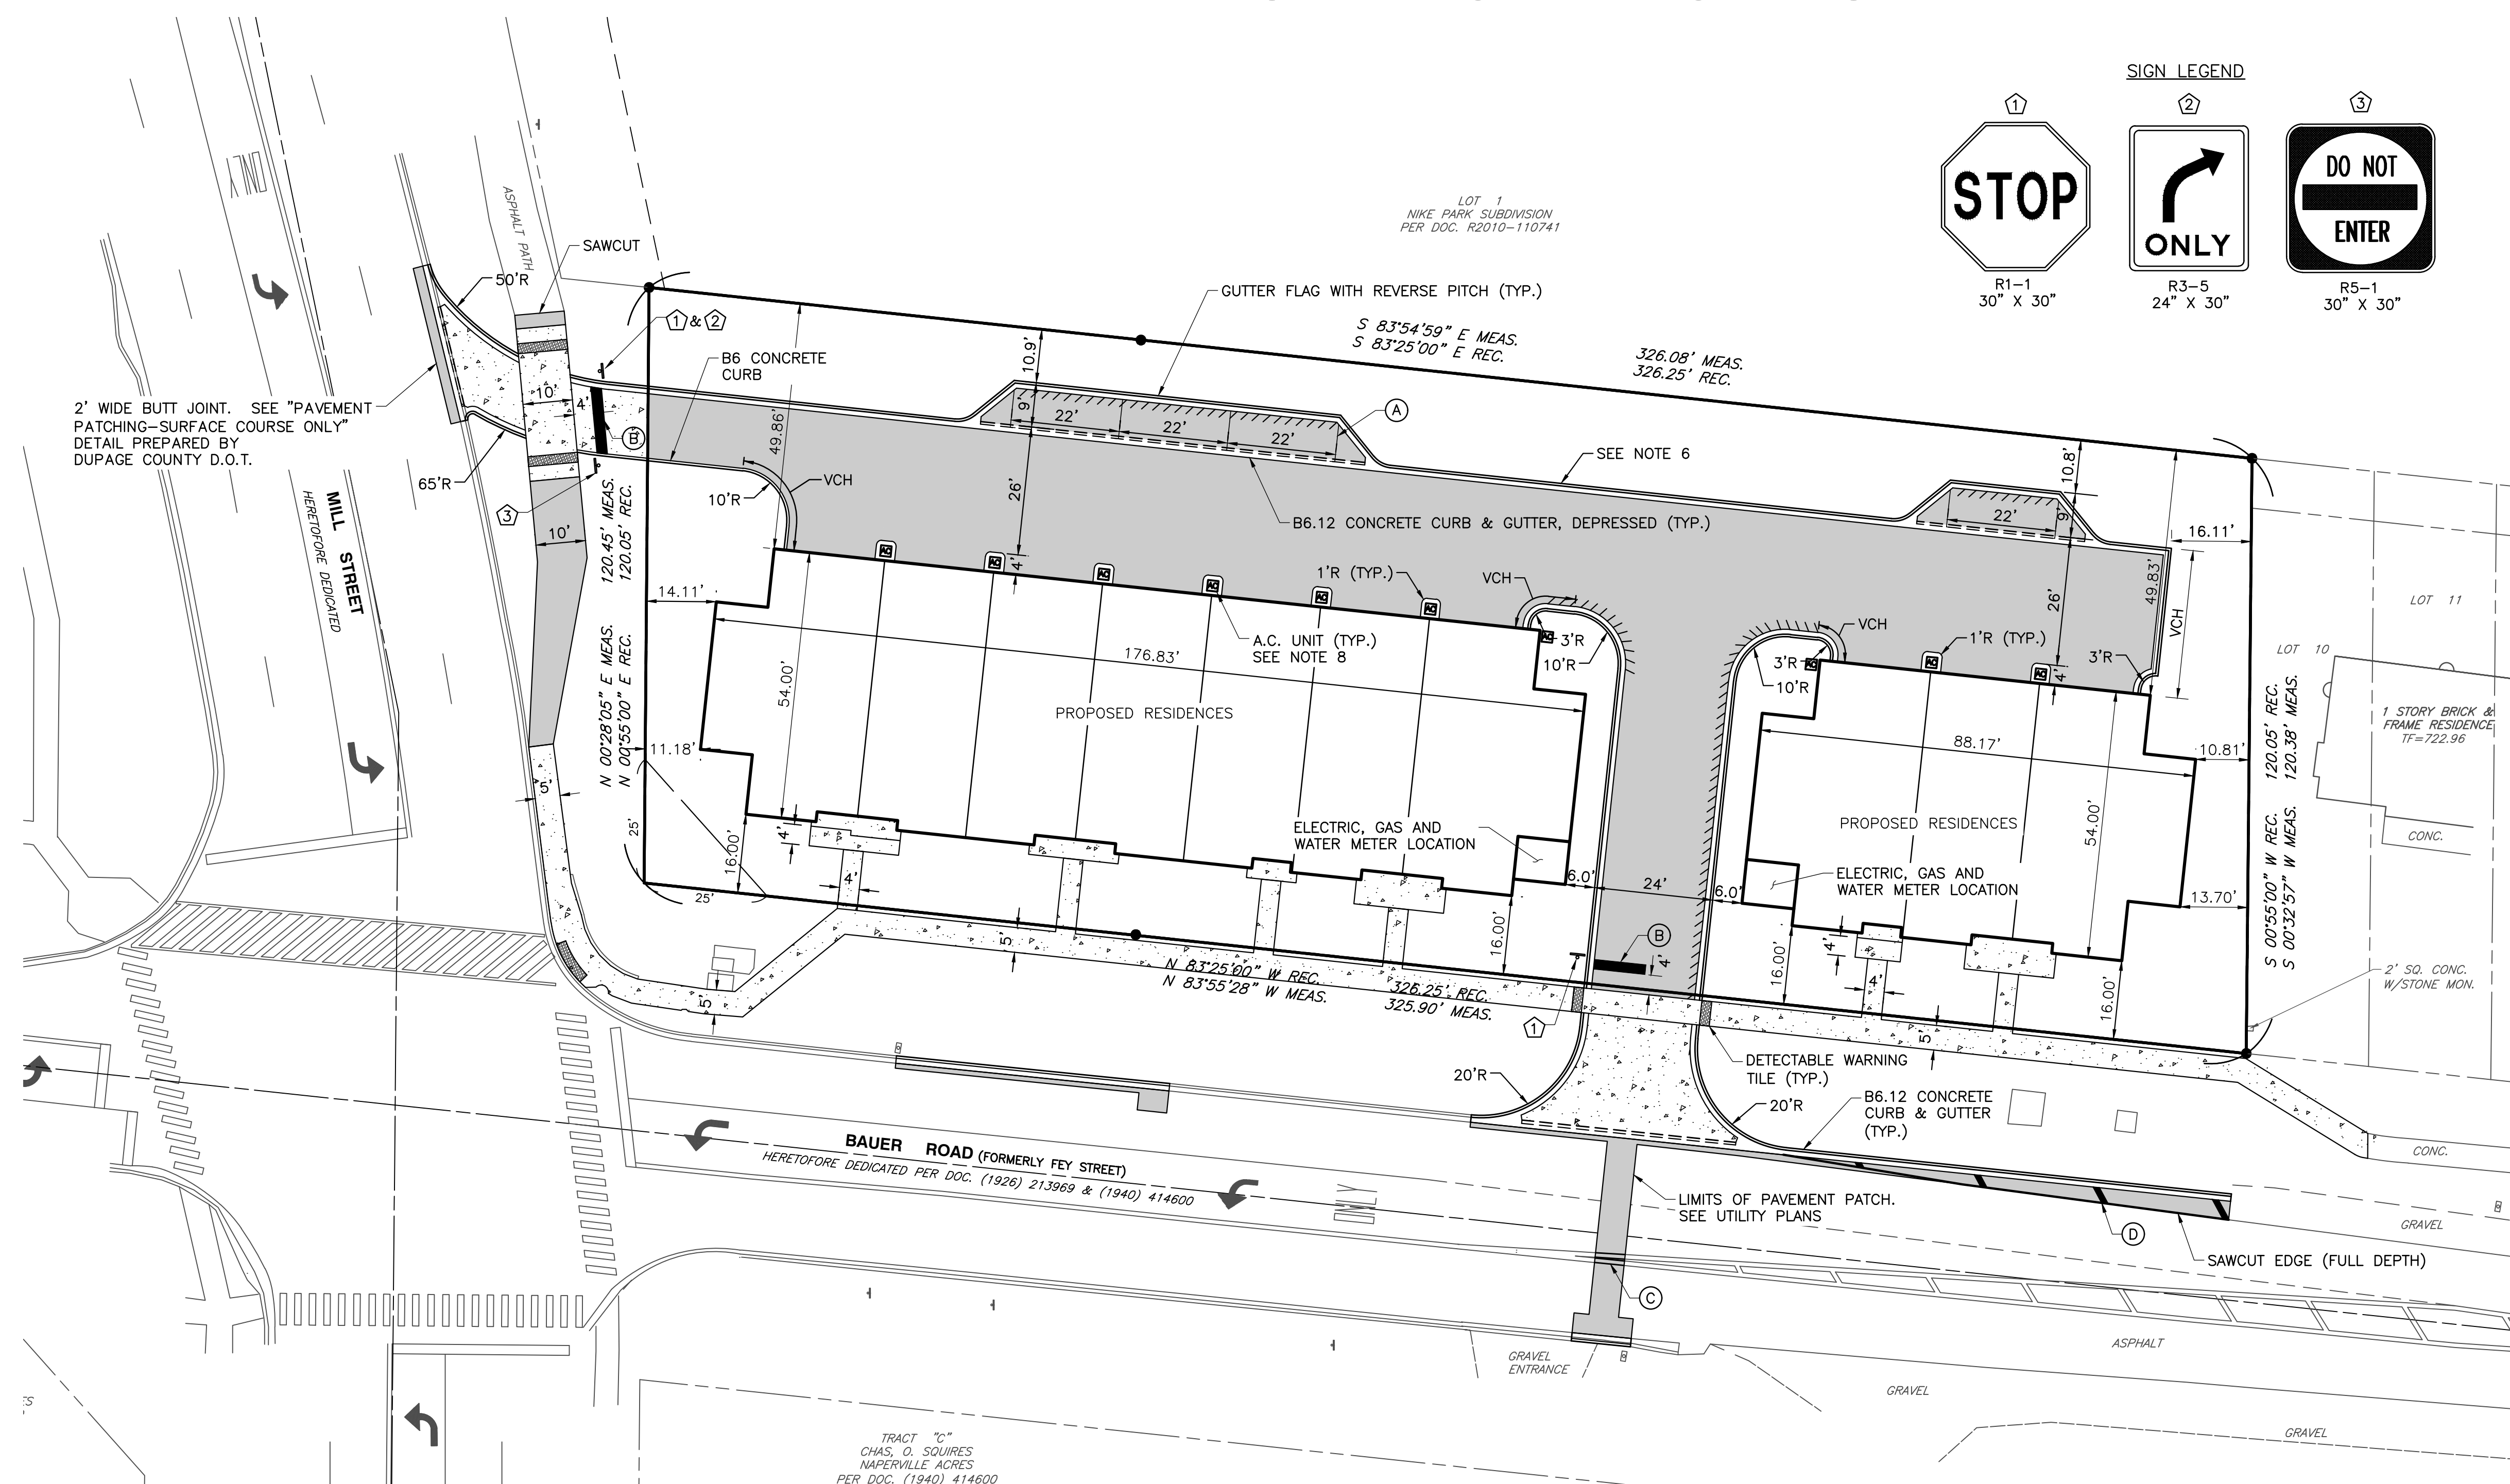 SIGN LEGEND
1
2
3
STOP
ONLY
DO NOT
ENTER
R1-1
30" X 30"
R3-5
24" X 30"
R5-1
30" X 30"
ONLY
ASPHALT PATH
SAWCUT
50'R
1 & 2
LOT 1
NIKE PARK SUBDIVISION
PER DOC. R2010-110741
GUTTER FLAG WITH REVERSE PITCH (TYP.)
S 83°54'59" E MEAS.
S 83°25'00" E REC.
326.08' MEAS.
326.25' REC.
B6 CONCRETE
CURB
10.9'
9'
22'
22'
22'
A
2' WIDE BUTT JOINT. SEE "PAVEMENT
PATCHING-SURFACE COURSE ONLY"
DETAIL PREPARED BY
DUPAGE COUNTY D.O.T.
10'
4'
B
49.86'
65'R
3
10'R
VCH
26'
SEE NOTE 6
B6.12 CONCRETE CURB & GUTTER, DEPRESSED (TYP.)
10.8'
22'
9'
16.11'
49.83'
26'
VCH
MILL STREET
HERETOFORE DEDICATED
10'
120.45' MEAS.
120.05' REC.
N 00°28'05" E MEAS.
N 00°55'00" E REC.
14.11'
4'
1'R (TYP.)
VCH
3'R
10'R
A.C. UNIT (TYP.)
SEE NOTE 8
AC
AC
AC
AC
AC
AC
AC
AC
AC
AC
176.83'
54.00'
PROPOSED RESIDENCES
VCH
3'R
10'R
1'R (TYP.)
4'
3'R
88.17'
PROPOSED RESIDENCES
54.00'
10.81'
LOT 11
LOT 10
1 STORY BRICK &
FRAME RESIDENCE
TF=722.96
CONC.
120.05' REC.
120.38' MEAS.
S 00°55'00" W REC.
S 00°32'57" W MEAS.
11.18'
5'
25'
25'
16.00'
4'
4'
ELECTRIC, GAS AND
WATER METER LOCATION
6.0'
24'
6.0'
ELECTRIC, GAS AND
WATER METER LOCATION
13.70'
16.00'
B
4'
16.00'
4'
4'
16.00'
2' SQ. CONC.
W/STONE MON.
5'
5'
N 83°25'00" W REC.
N 83°55'28" W MEAS.
326.25' REC.
325.90' MEAS.
1
5'
DETECTABLE WARNING
TILE (TYP.)
20'R
20'R
B6.12 CONCRETE
CURB & GUTTER
(TYP.)
CONC.
BAUER ROAD (FORMERLY FEY STREET)
HERETOFORE DEDICATED PER DOC. (1926) 213969 & (1940) 414600
ONLY
LIMITS OF PAVEMENT PATCH.
SEE UTILITY PLANS
D
SAWCUT EDGE (FULL DEPTH)
GRAVEL
C
GRAVEL
ENTRANCE
ASPHALT
GRAVEL
GRAVEL
TRACT "C"
CHAS, O. SQUIRES
NAPERVILLE ACRES
PER DOC. (1940) 414600